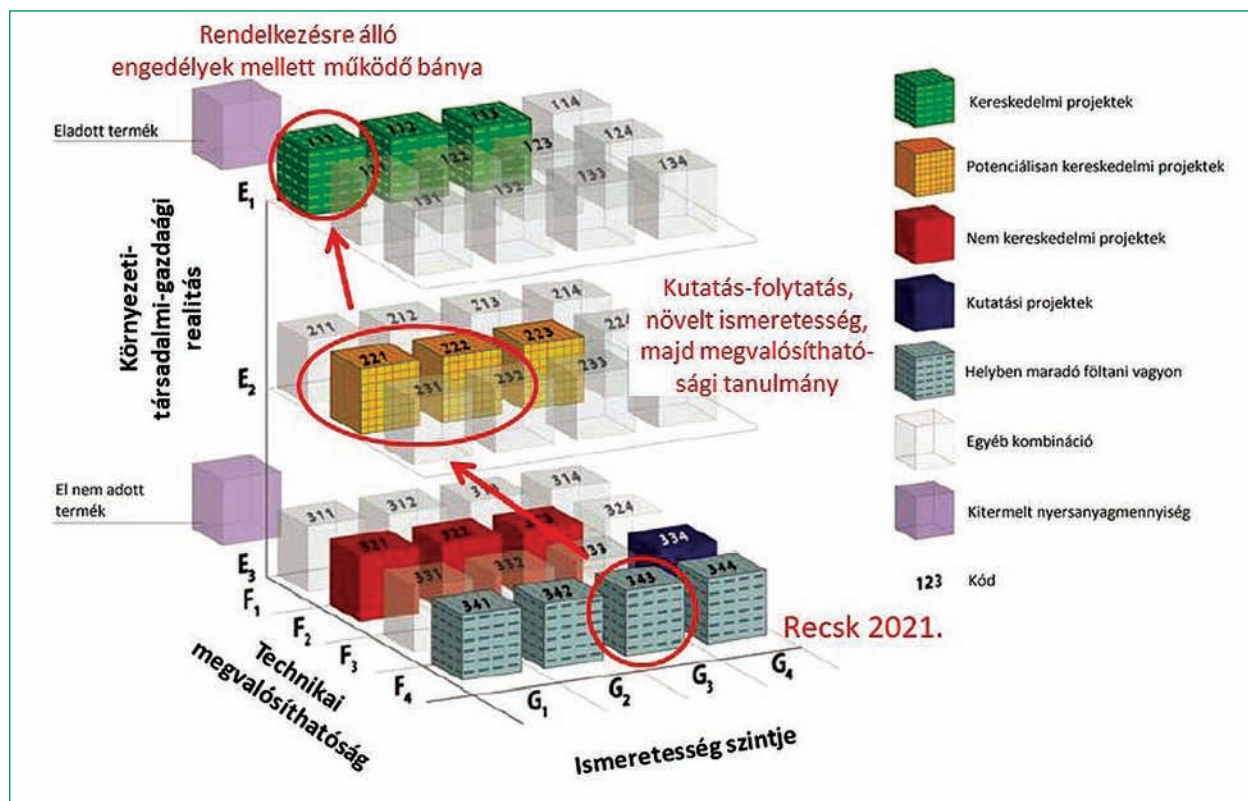 Rendelkezésre álló
engedélyek mellett működő bánya
Eladott termék
111
112
113
114
122
123
124
131
132
133
134
E1
Környezeti-
társadalmi-gazdaági
realitás
Kutatás-folytatás,
növelt ismeretesség,
majd megvalósítható-
sági tanulmány
211
212
213
214
221
222
223
231
232
233
E2
El nem adott
termék
311
312
314
321
322
324
331
332
334
341
342
343
344
E3
F1
F2
F3
F4
Technikai
megvalósíthatóság
G1
G2
G3
G4
Ismeretesség szintje
Recsk 2021.
Kereskedelmi projektek
Potenciálisan kereskedelmi projektek
Nem kereskedelmi projektek
Kutatási projektek
Helyben maradó föltani vagyon
Egyéb kombináció
Kitermelt nyersanyagmennyiség
123 Kód